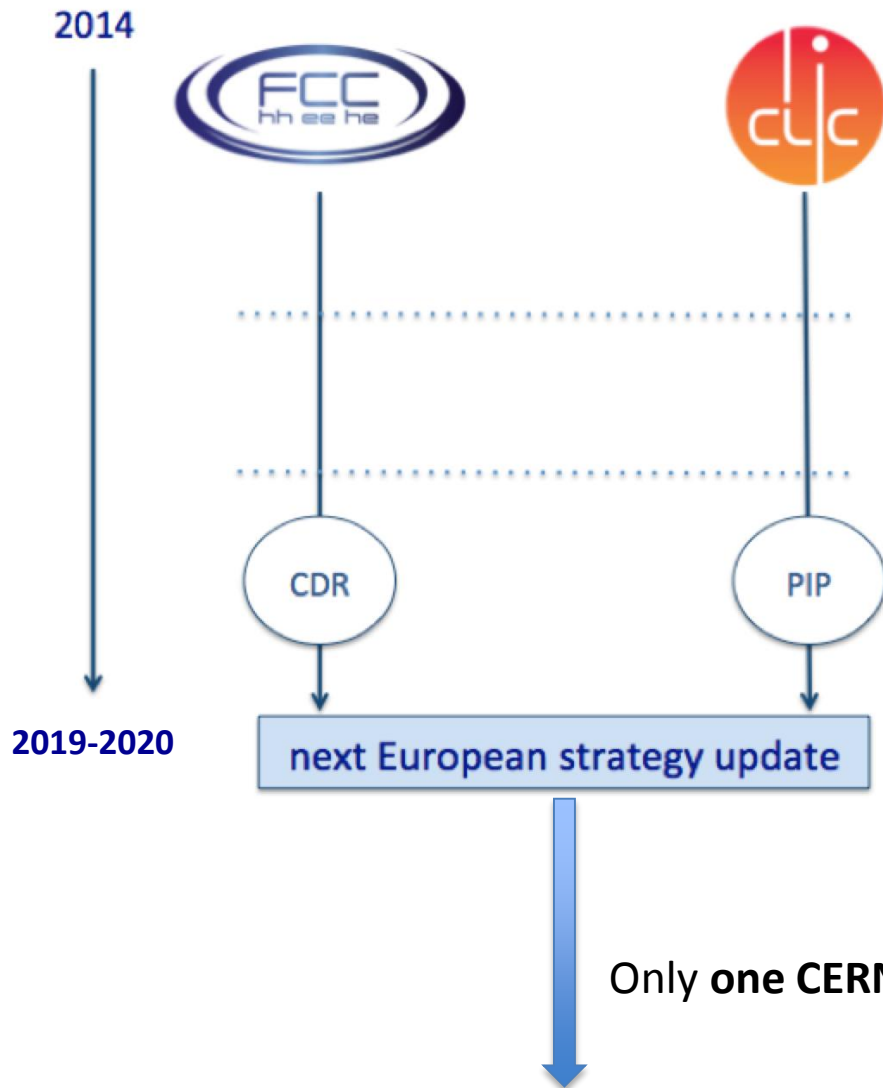 2014
FCC
hh ee he
clic
CDR
PIP
2019-2020
next European strategy update
Only one CERN